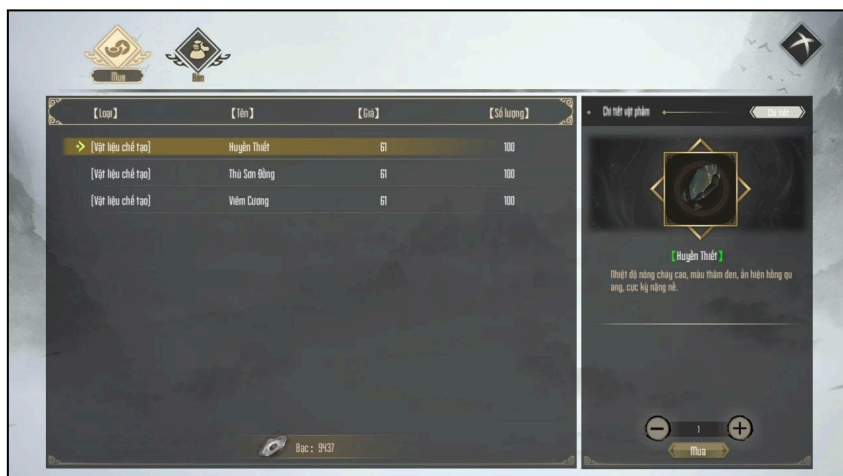 Mua
Bán
【Loại】 【Tên】 【Giá】 【Số lượng】
[Vật liệu chế tạo] Huyền Thiết 61 100
[Vật liệu chế tạo] Thủ Sơn Đồng 61 100
[Vật liệu chế tạo] Viêm Cương 61 100
Bạc: 9437
Chi tiết vật phẩm
Chi tiết
【Huyền Thiết】
Nhiệt độ nóng chảy cao, màu thâm đen, ẩn hiện hồng qu
ang, cực kỳ nặng nề.
1
Mua